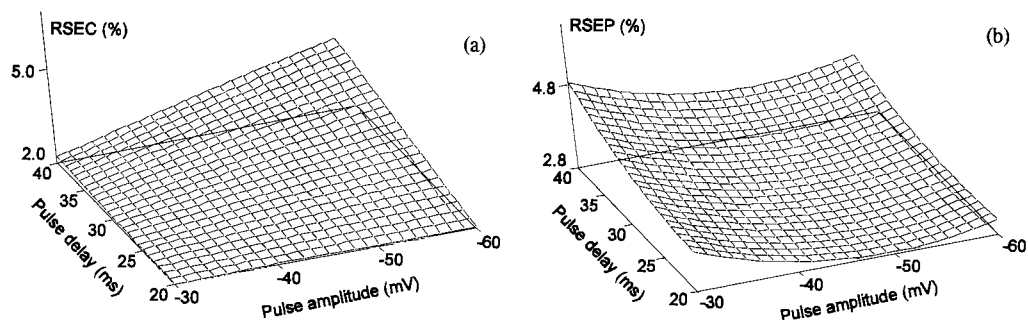 RSEC (%)
(a)
5.0
2.0
40
35
30
25
20
Pulse delay (ms)
-30
-40
-50
-60
Pulse amplitude (mV)
RSEP (%)
(b)
4.8
2.8
40
35
30
25
20
Pulse delay (ms)
-30
-40
-50
-60
Pulse amplitude (mV)